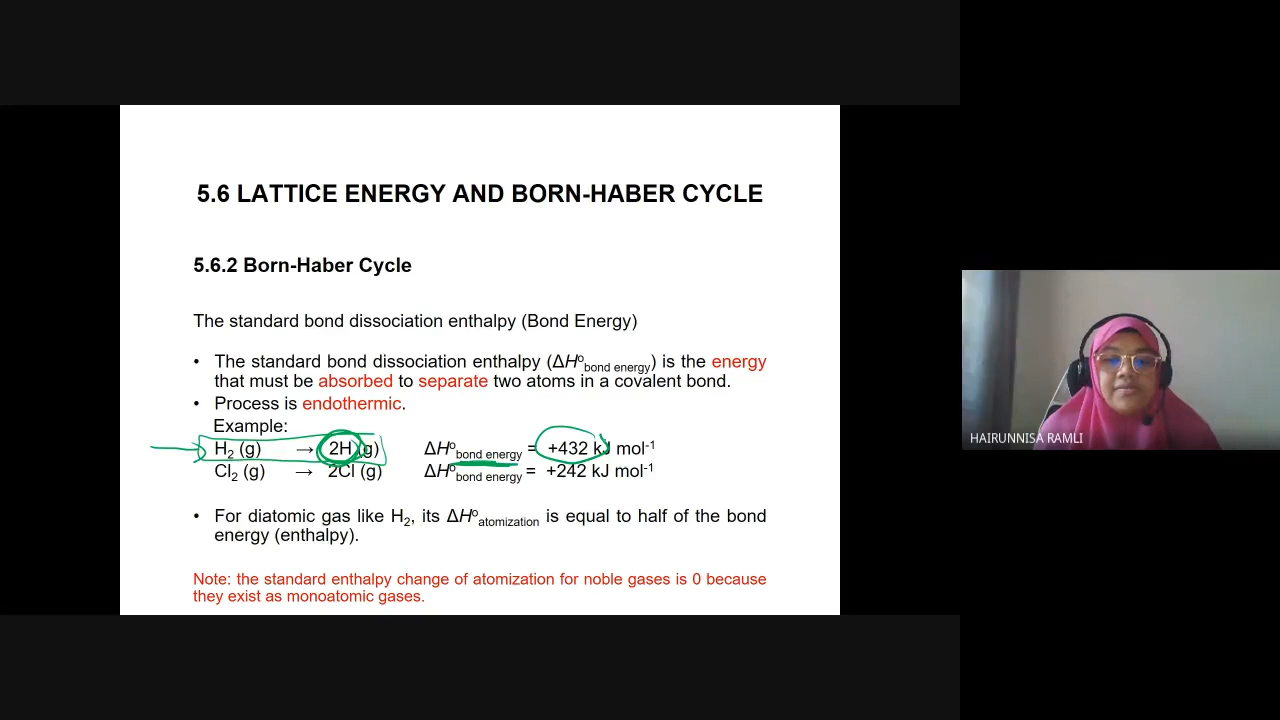 5.6 LATTICE ENERGY AND BORN-HABER CYCLE
5.6.2 Born-Haber Cycle
The standard bond dissociation enthalpy (Bond Energy)
• The standard bond dissociation enthalpy (ΔHº bond energy) is the energy
that must be absorbed to separate two atoms in a covalent bond.
• Process is endothermic.
Example:
H₂ (g) → 2H (g) ΔHº bond energy = +432 kJ mol⁻¹
Cl₂ (g) → 2Cl (g) ΔHº bond energy = +242 kJ mol⁻¹
• For diatomic gas like H₂, its ΔHº atomization is equal to half of the bond
energy (enthalpy).
Note: the standard enthalpy change of atomization for noble gases is 0 because
they exist as monoatomic gases.
HAIRUNNISA RAMLI